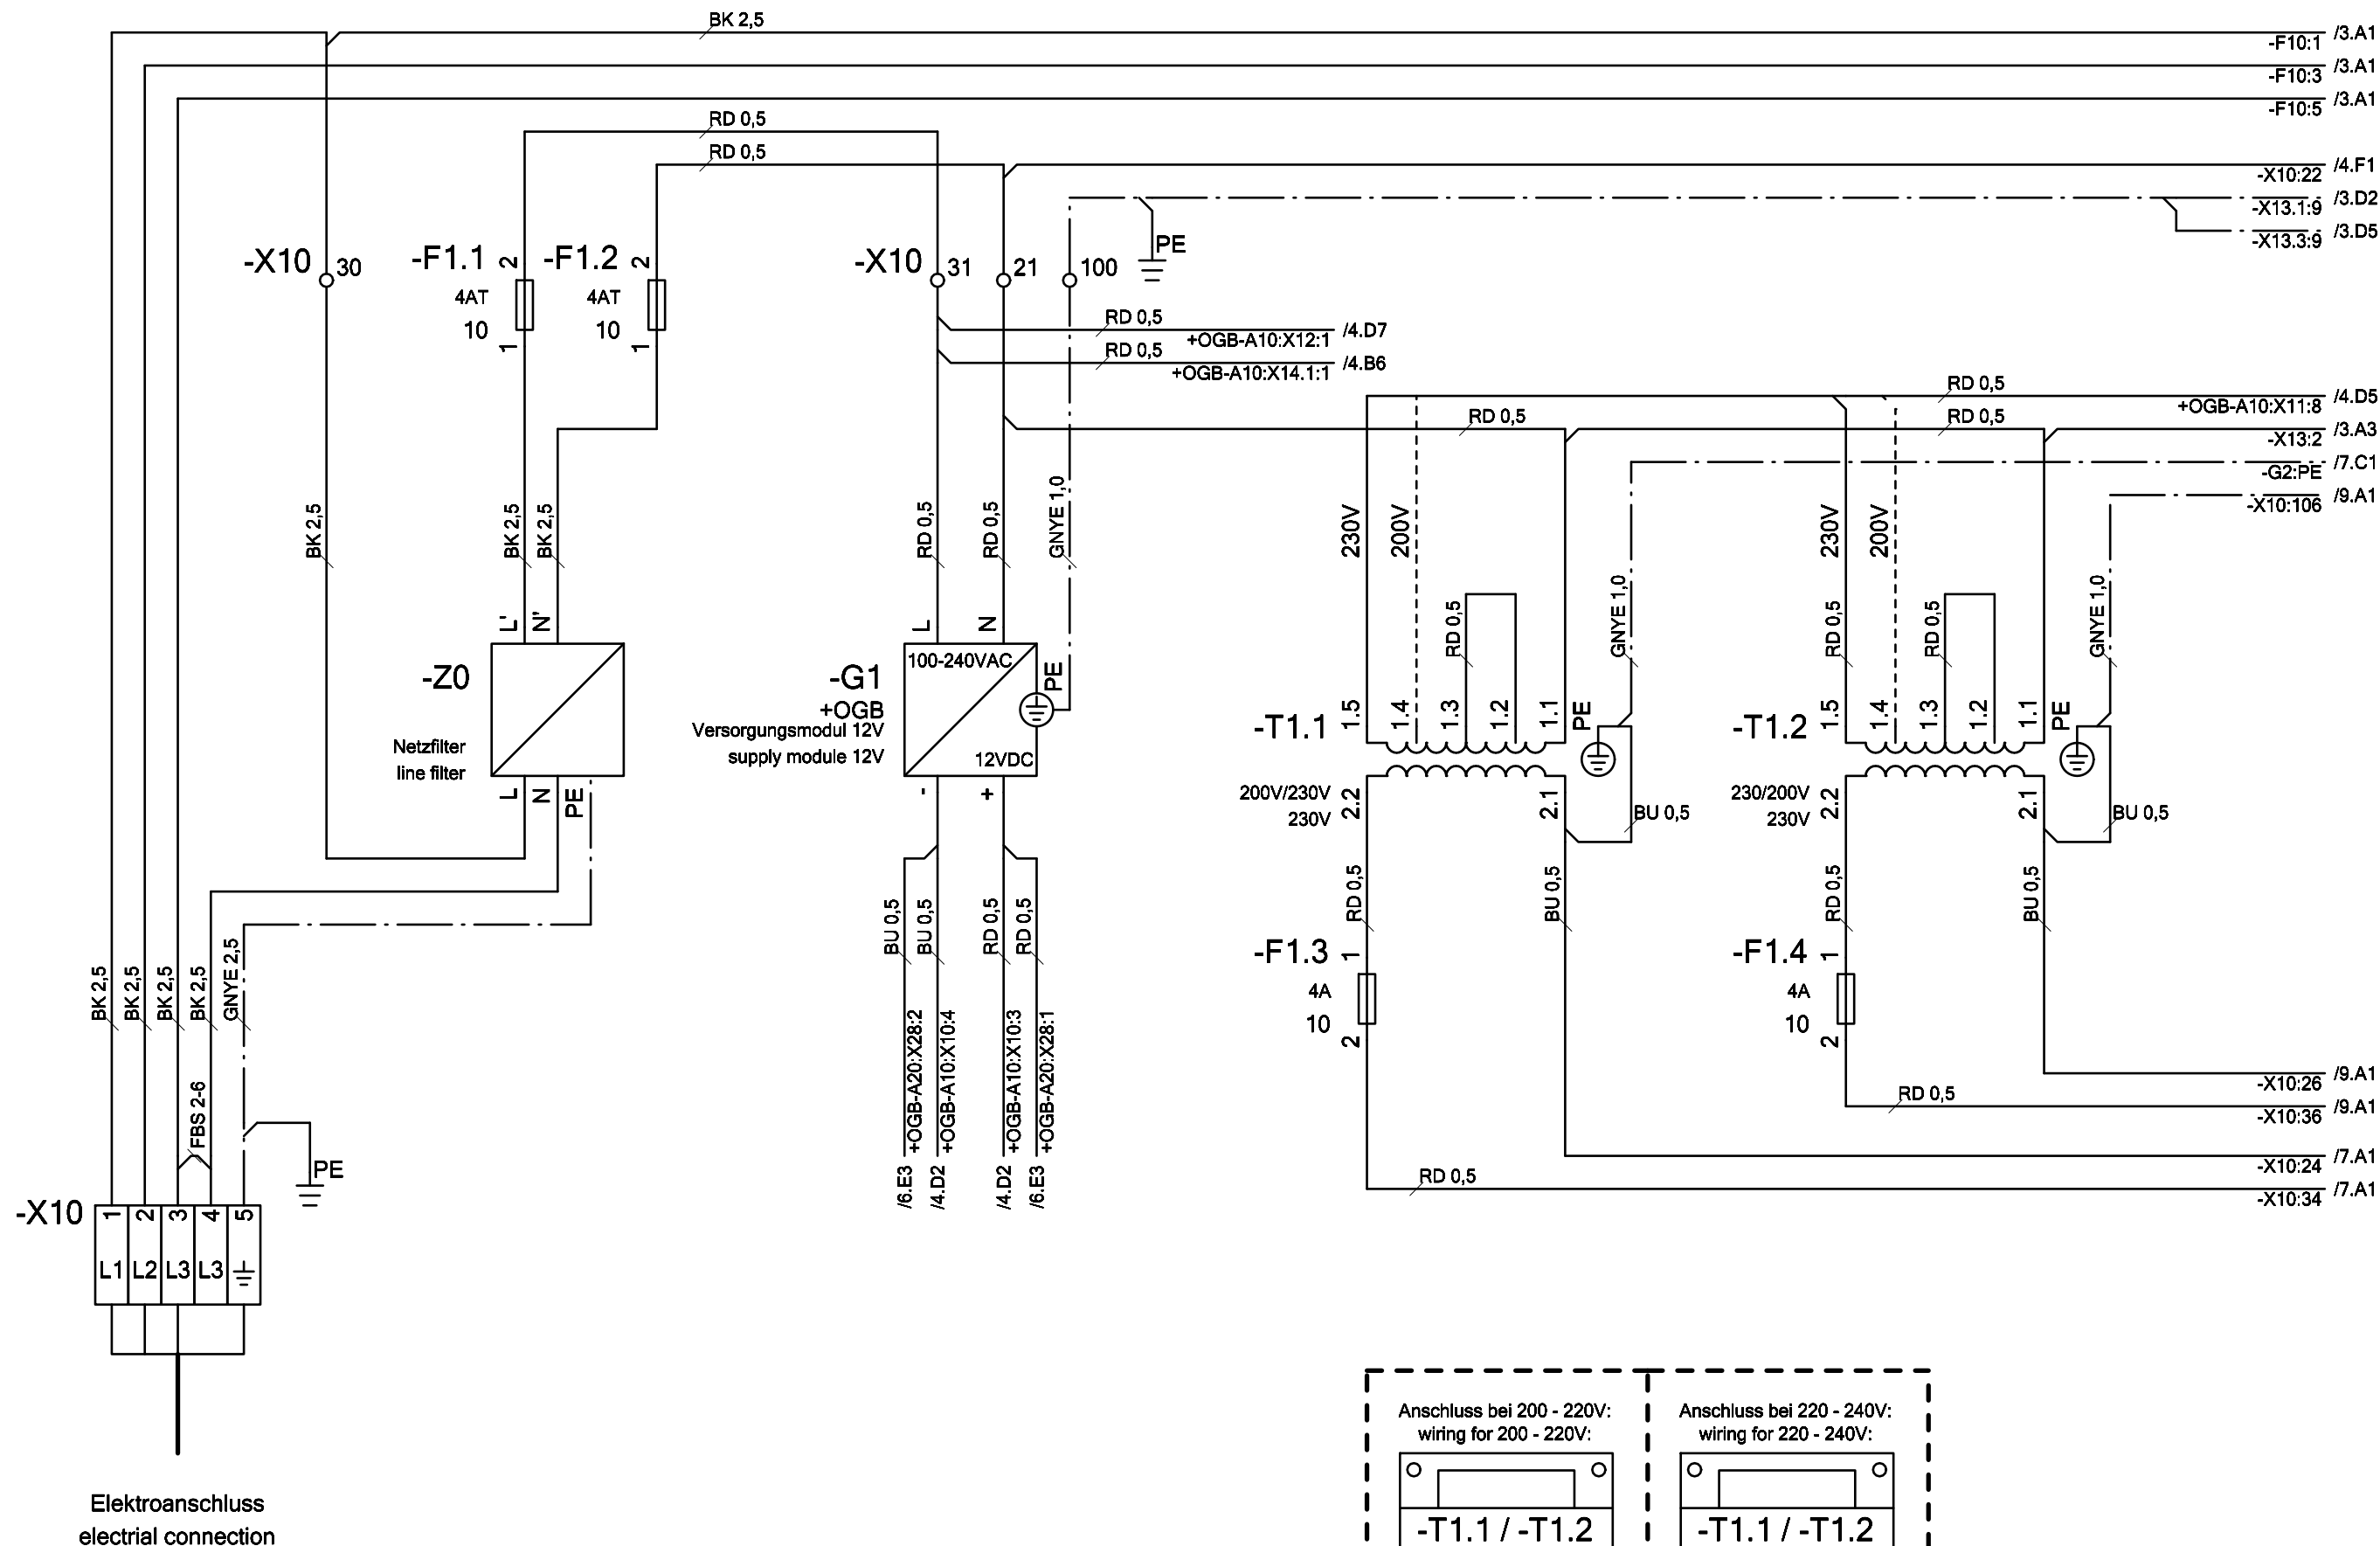 BK 2,5
-F10:1 /3.A1
-F10:3 /3.A1
-F10:5 /3.A1
RD 0,5
RD 0,5
-X10:22 /4.F1
-X13.1:9 /3.D2
-X13.3:9 /3.D5
PE
-X10 30
-F1.1 2
4AT
10
1
-F1.2 2
4AT
10
1
-X10 31 21 100
RD 0,5
+OGB-A10:X12:1 /4.D7
RD 0,5
+OGB-A10:X14.1:1 /4.B6
RD 0,5
+OGB-A10:X11:8 /4.D5
RD 0,5
RD 0,5
-X13:2 /3.A3
-G2:PE /7.C1
-X10:106 /9.A1
BK 2,5
BK 2,5
BK 2,5
RD 0,5
RD 0,5
GNYE 1,0
230V
200V
230V
200V
RD 0,5
GNYE 1,0
RD 0,5
RD 0,5
GNYE 1,0
L' N'
-Z0
Netzfilter
line filter
L N PE
L N
100-240VAC
PE
-G1
+OGB
Versorgungsmodul 12V
supply module 12V
12VDC
- +
-T1.1
1.5 1.4 1.3 1.2 1.1 PE
200V/230V
230V
2.2 2.1
BU 0,5
-T1.2
1.5 1.4 1.3 1.2 1.1 PE
230/200V
230V
2.2 2.1
BU 0,5
BU 0,5
BU 0,5
RD 0,5
RD 0,5
RD 0,5
BU 0,5
RD 0,5
BU 0,5
-F1.3 1
4A
10
2
-F1.4 1
4A
10
2
BK 2,5
BK 2,5
BK 2,5
BK 2,5
GNYE 2,5
FBS 2-6
PE
+OGB-A20:X28:2
+OGB-A10:X10:4
+OGB-A10:X10:3
+OGB-A20:X28:1
/6.E3
/4.D2
/4.D2
/6.E3
-X10:26 /9.A1
RD 0,5
-X10:36 /9.A1
-X10:24 /7.A1
RD 0,5
-X10:34 /7.A1
-X10 1 2 3 4 5
L1 L2 L3 L3
Elektroanschluss
electrial connection
Anschluss bei 200 - 220V:
wiring for 200 - 220V:
-T1.1 / -T1.2
Anschluss bei 220 - 240V:
wiring for 220 - 240V:
-T1.1 / -T1.2